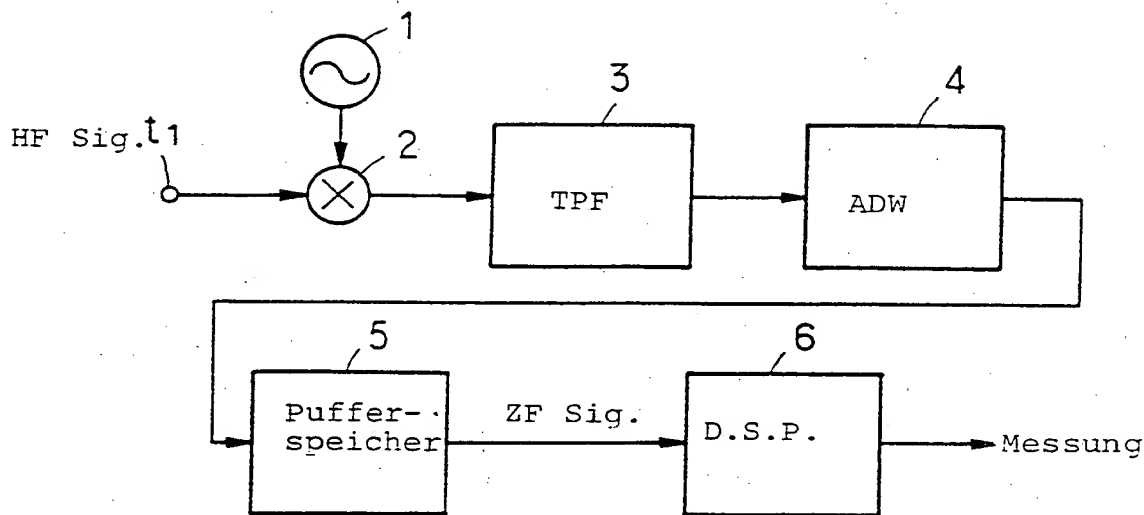 1
HF Sig. t1
2
3
TPF
4
ADW
5
Puffer-
speicher
ZF Sig.
6
D.S.P.
Messung